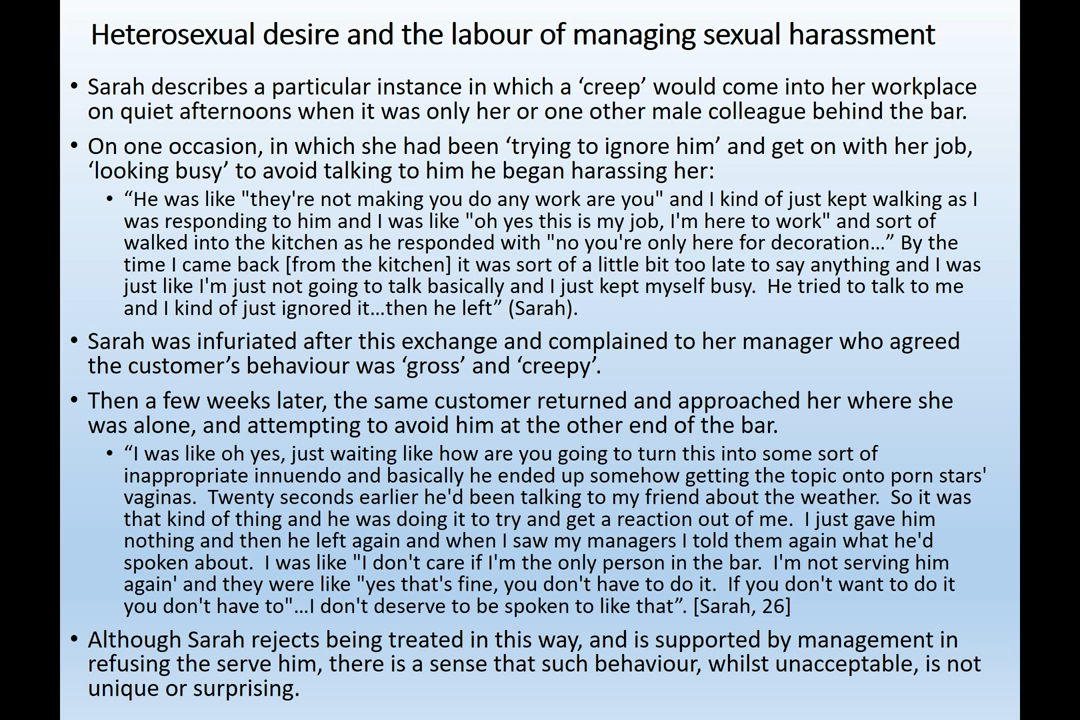 Heterosexual desire and the labour of managing sexual harassment
• Sarah describes a particular instance in which a ‘creep’ would come into her workplace
on quiet afternoons when it was only her or one other male colleague behind the bar.
• On one occasion, in which she had been ‘trying to ignore him’ and get on with her job,
‘looking busy’ to avoid talking to him he began harassing her:
• “He was like "they're not making you do any work are you" and I kind of just kept walking as I
was responding to him and I was like "oh yes this is my job, I'm here to work" and sort of
walked into the kitchen as he responded with "no you're only here for decoration…” By the
time I came back [from the kitchen] it was sort of a little bit too late to say anything and I was
just like I'm just not going to talk basically and I just kept myself busy.  He tried to talk to me
and I kind of just ignored it…then he left” (Sarah).
• Sarah was infuriated after this exchange and complained to her manager who agreed
the customer’s behaviour was ‘gross’ and ‘creepy’.
• Then a few weeks later, the same customer returned and approached her where she
was alone, and attempting to avoid him at the other end of the bar.
• “I was like oh yes, just waiting like how are you going to turn this into some sort of
inappropriate innuendo and basically he ended up somehow getting the topic onto porn stars'
vaginas.  Twenty seconds earlier he'd been talking to my friend about the weather.  So it was
that kind of thing and he was doing it to try and get a reaction out of me.  I just gave him
nothing and then he left again and when I saw my managers I told them again what he'd
spoken about.  I was like "I don't care if I'm the only person in the bar.  I'm not serving him
again' and they were like "yes that's fine, you don't have to do it.  If you don't want to do it
you don't have to"…I don't deserve to be spoken to like that”. [Sarah, 26]
• Although Sarah rejects being treated in this way, and is supported by management in
refusing the serve him, there is a sense that such behaviour, whilst unacceptable, is not
unique or surprising.